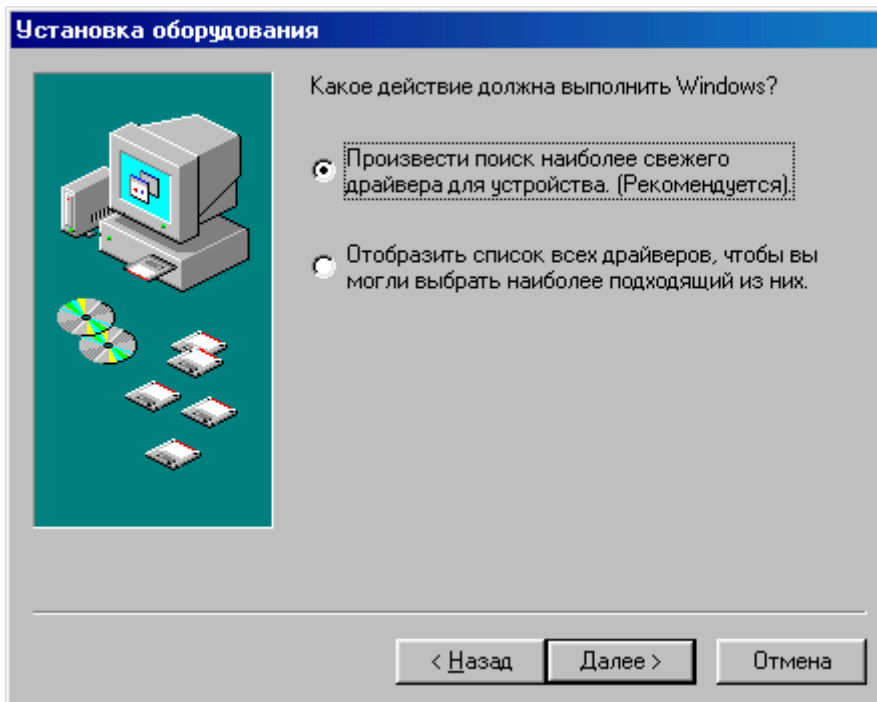 Установка оборудования
Какое действие должна выполнить Windows?
Произвести поиск наиболее свежего
драйвера для устройства. (Рекомендуется).
Отобразить список всех драйверов, чтобы вы
могли выбрать наиболее подходящий из них.
< Назад
Далее >
Отмена